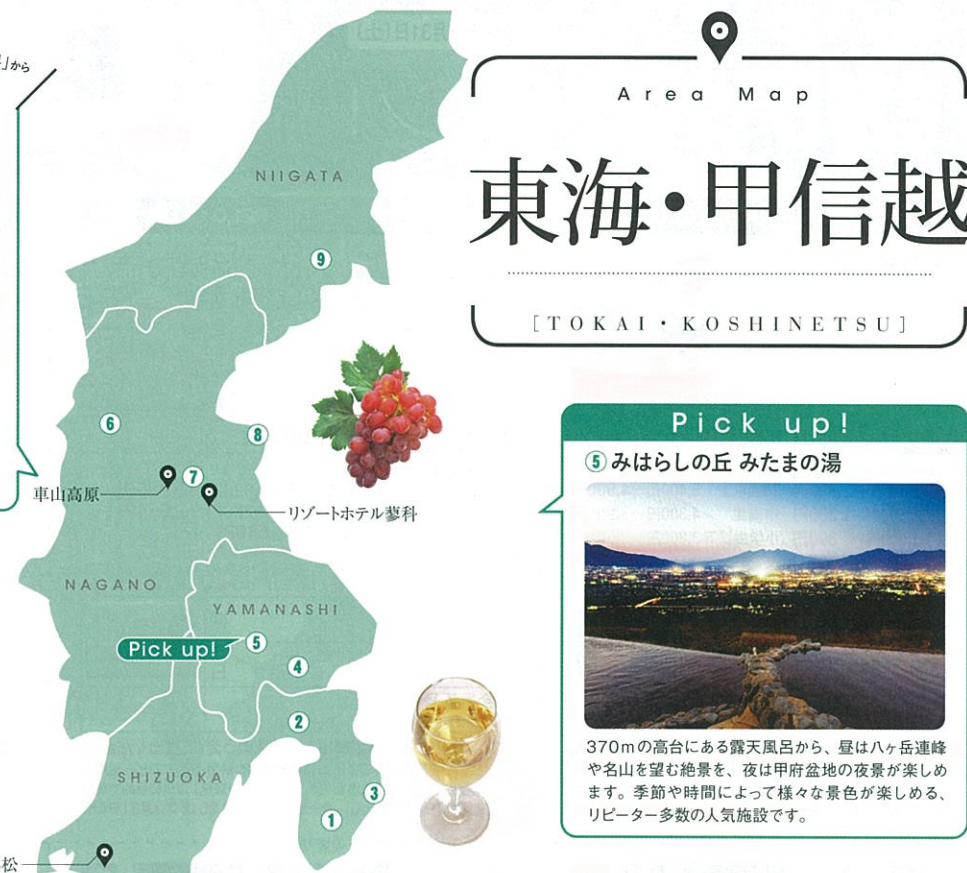 」から
Area Map
東海・甲信越
[TOKAI・KOSHINETSU]
NIIGATA
⑨
⑥
⑧
⑦
車山高原
リゾートホテル蓼科
NAGANO
YAMANASHI
Pick up!
⑤
④
②
SHIZUOKA
③
①
松
Pick up!
⑤みはらしの丘 みたまの湯
370mの高台にある露天風呂から、昼は八ヶ岳連峰
や名山を望む絶景を、夜は甲府盆地の夜景が楽しめ
ます。季節や時間によって様々な景色が楽しめる、
リピーター多数の人気施設です。